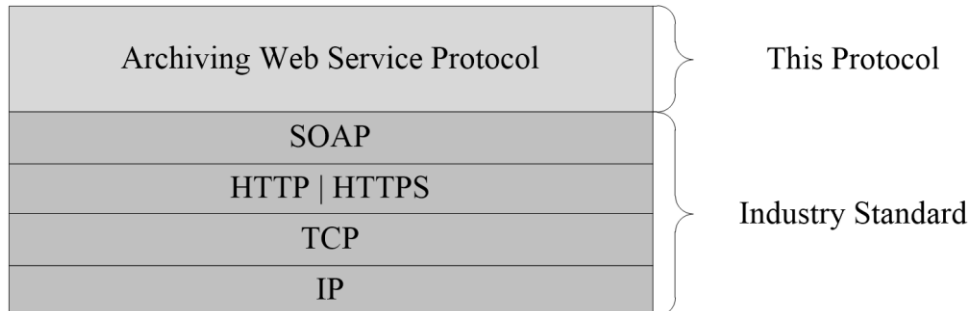 Archiving Web Service Protocol
This Protocol
SOAP
HTTP | HTTPS
TCP
IP
Industry Standard